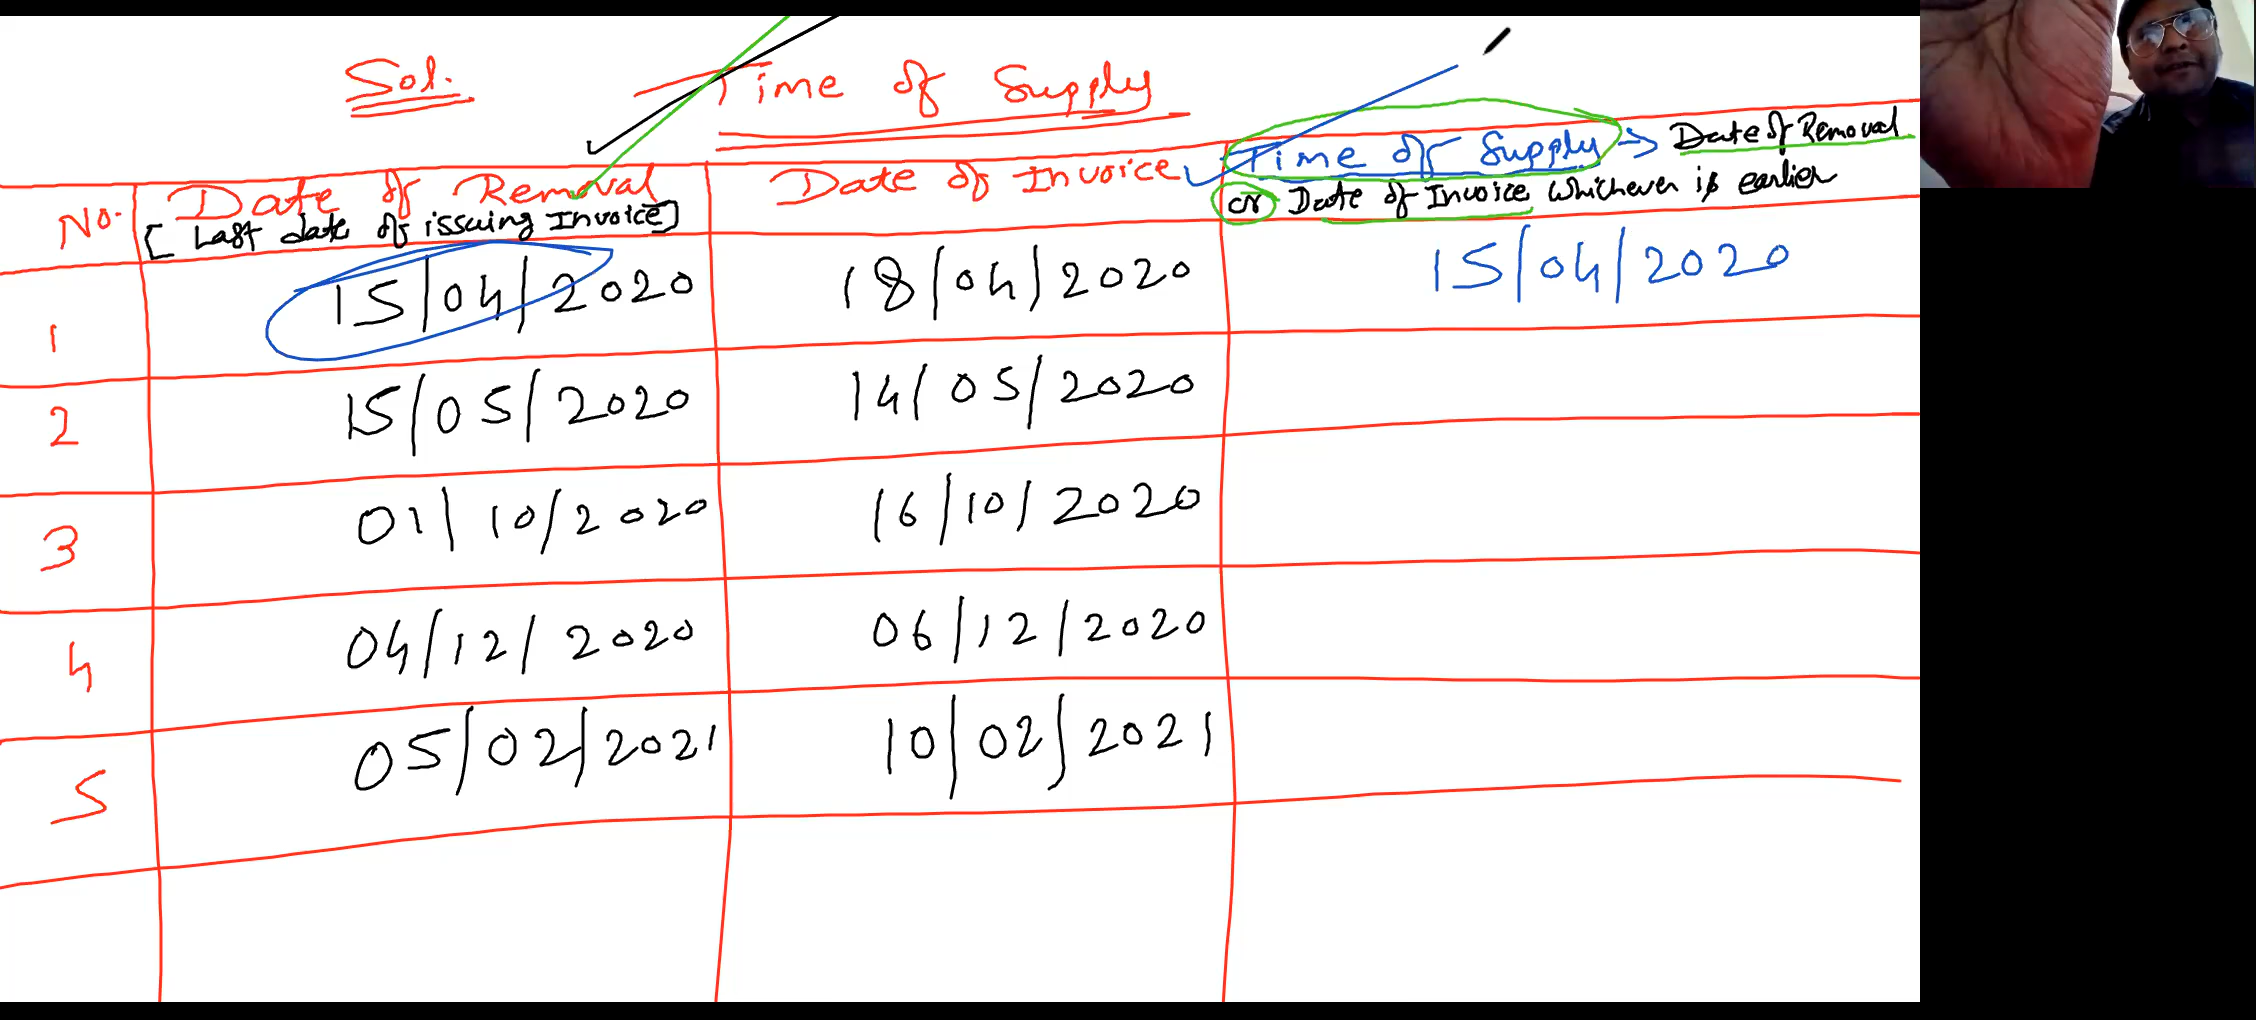 Sol. Time of Supply
No. Date of Removal Date of Invoice Time of Supply → Date of Removal
[Last date of issuing Invoice] or Date of Invoice whichever is earlier
1 15/04/2020 18/04/2020 15/04/2020
2 15/05/2020 14/05/2020
3 01/10/2020 16/10/2020
4 04/12/2020 06/12/2020
5 05/02/2021 10/02/2021